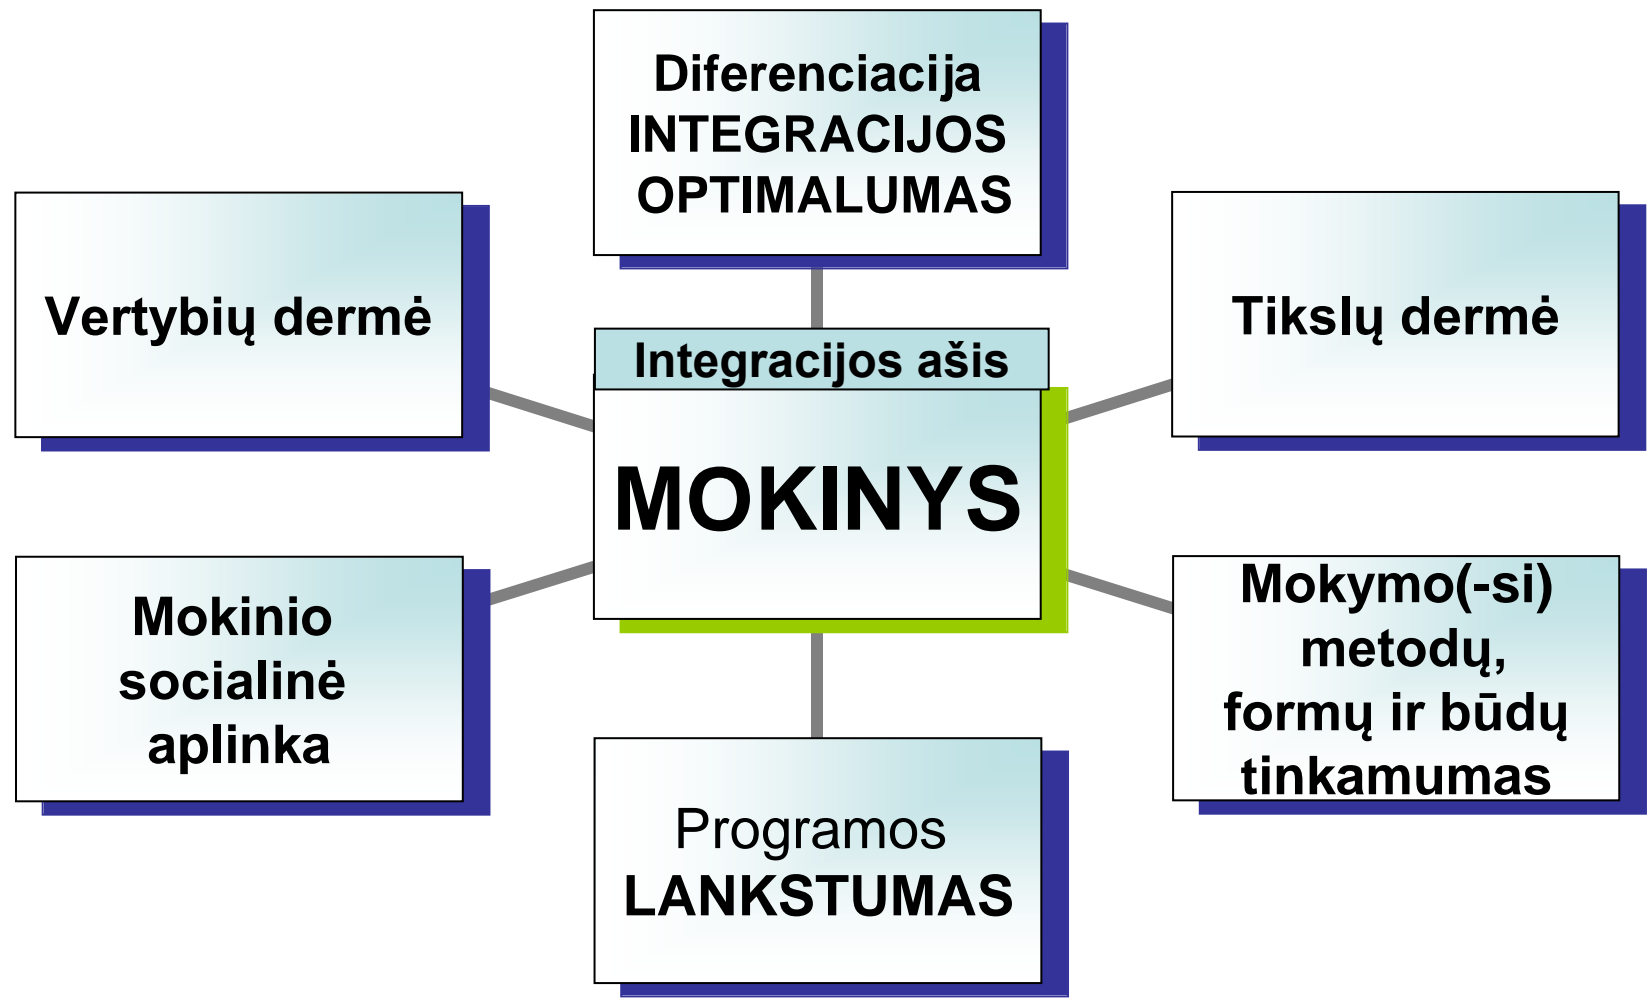 Diferenciacija
INTEGRACIJOS
OPTIMALUMAS
Vertybių dermė
Tikslų dermė
Integracijos ašis
MOKINYS
Mokinio
socialinė
aplinka
Mokymo(-si)
metodų,
formų ir būdų
tinkamumas
Programos
LANKSTUMAS